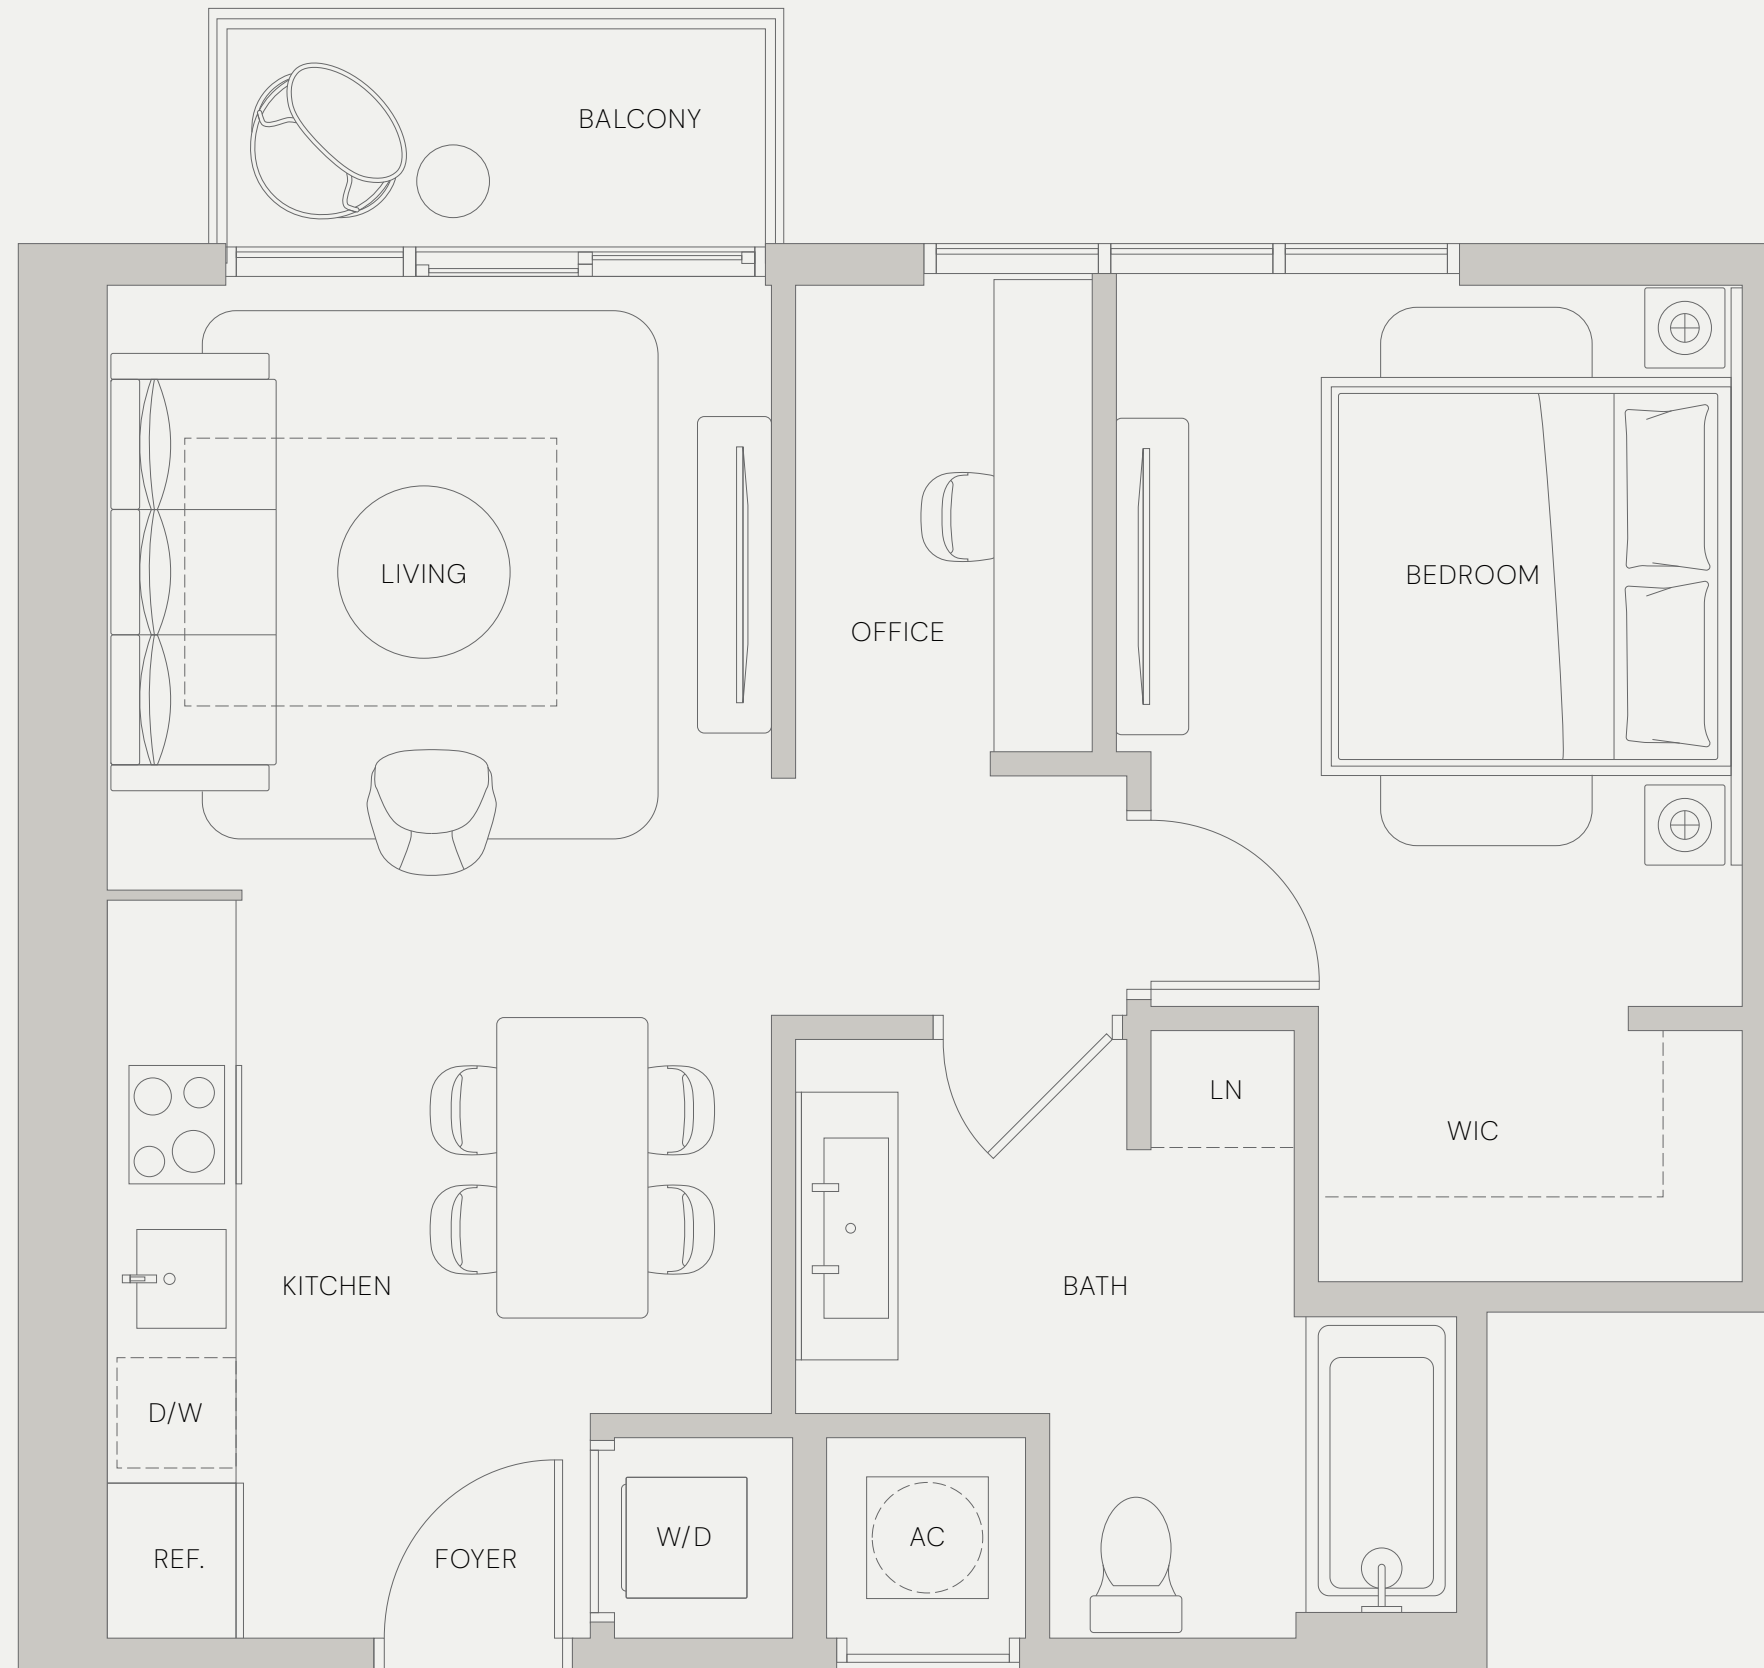 BALCONY
LIVING
OFFICE
BEDROOM
LN
WIC
KITCHEN
BATH
D/W
REF.
FOYER
W/D
AC